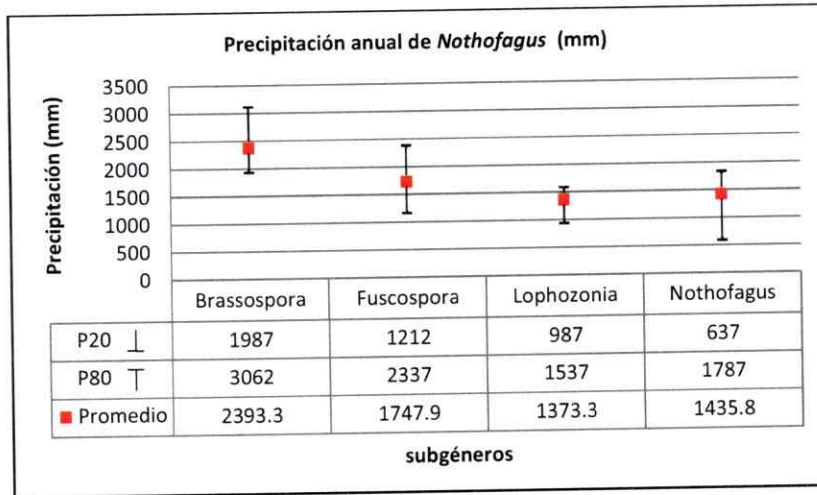 Precipitación anual de Nothofagus (mm)
Precipitación (mm)
3500
3000
2500
2000
1500
1000
500
0
Brassospora Fuscospora Lophozonia Nothofagus
P20 ⊥ 1987 1212 987 637
P80 ⊤ 3062 2337 1537 1787
Promedio 2393.3 1747.9 1373.3 1435.8
subgéneros